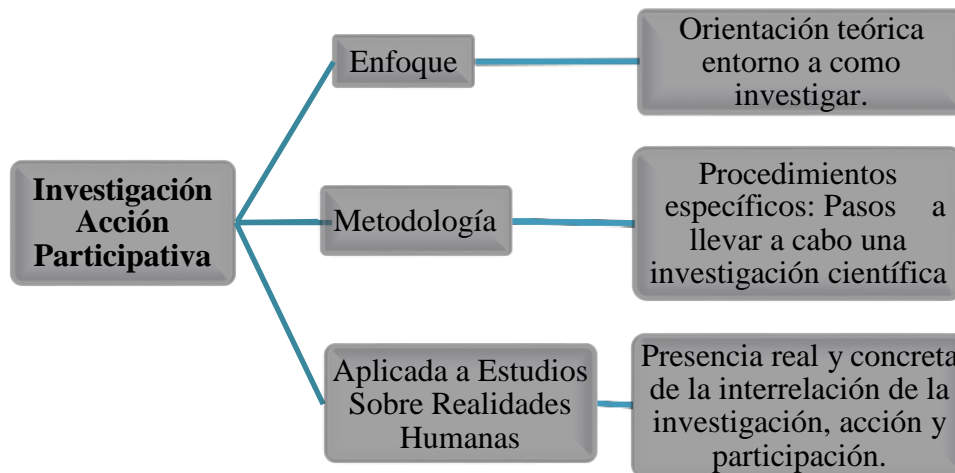 Investigación
Acción
Participativa
Enfoque
Orientación teórica
entorno a como
investigar.
Metodología
Procedimientos
específicos: Pasos a
llevar a cabo una
investigación científica
Aplicada a Estudios
Sobre Realidades
Humanas
Presencia real y concreta
de la interrelación de la
investigación, acción y
participación.